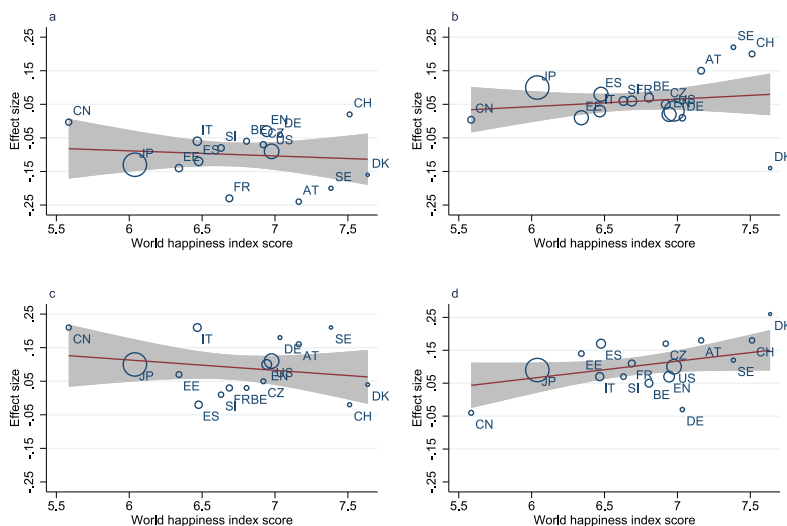 a
.25
.15
.05
-.05
-.15
-.25
Effect size
CN
JP
IT
EE
ES
SI
FR
AT
EN
DE
CZ
US
SE
CH
DK
5.5 6 6.5 7 7.5
World happiness index score
b
.25
.15
.05
-.05
-.15
-.25
Effect size
CN
JP
ES
EE
IT
SI
FR
BE
CZ
US
DE
AT
SE
CH
DK
5.5 6 6.5 7 7.5
World happiness index score
c
.25
.15
.05
-.05
-.15
-.25
Effect size
CN
JP
IT
EE
ES
SI
FR
BE
CZ
EN
US
DE
AT
SE
CH
DK
5.5 6 6.5 7 7.5
World happiness index score
d
.25
.15
.05
-.05
-.15
-.25
Effect size
CN
JP
EE
ES
IT
SI
FR
BE
CZ
US
EN
DE
AT
SE
CH
DK
5.5 6 6.5 7 7.5
World happiness index score